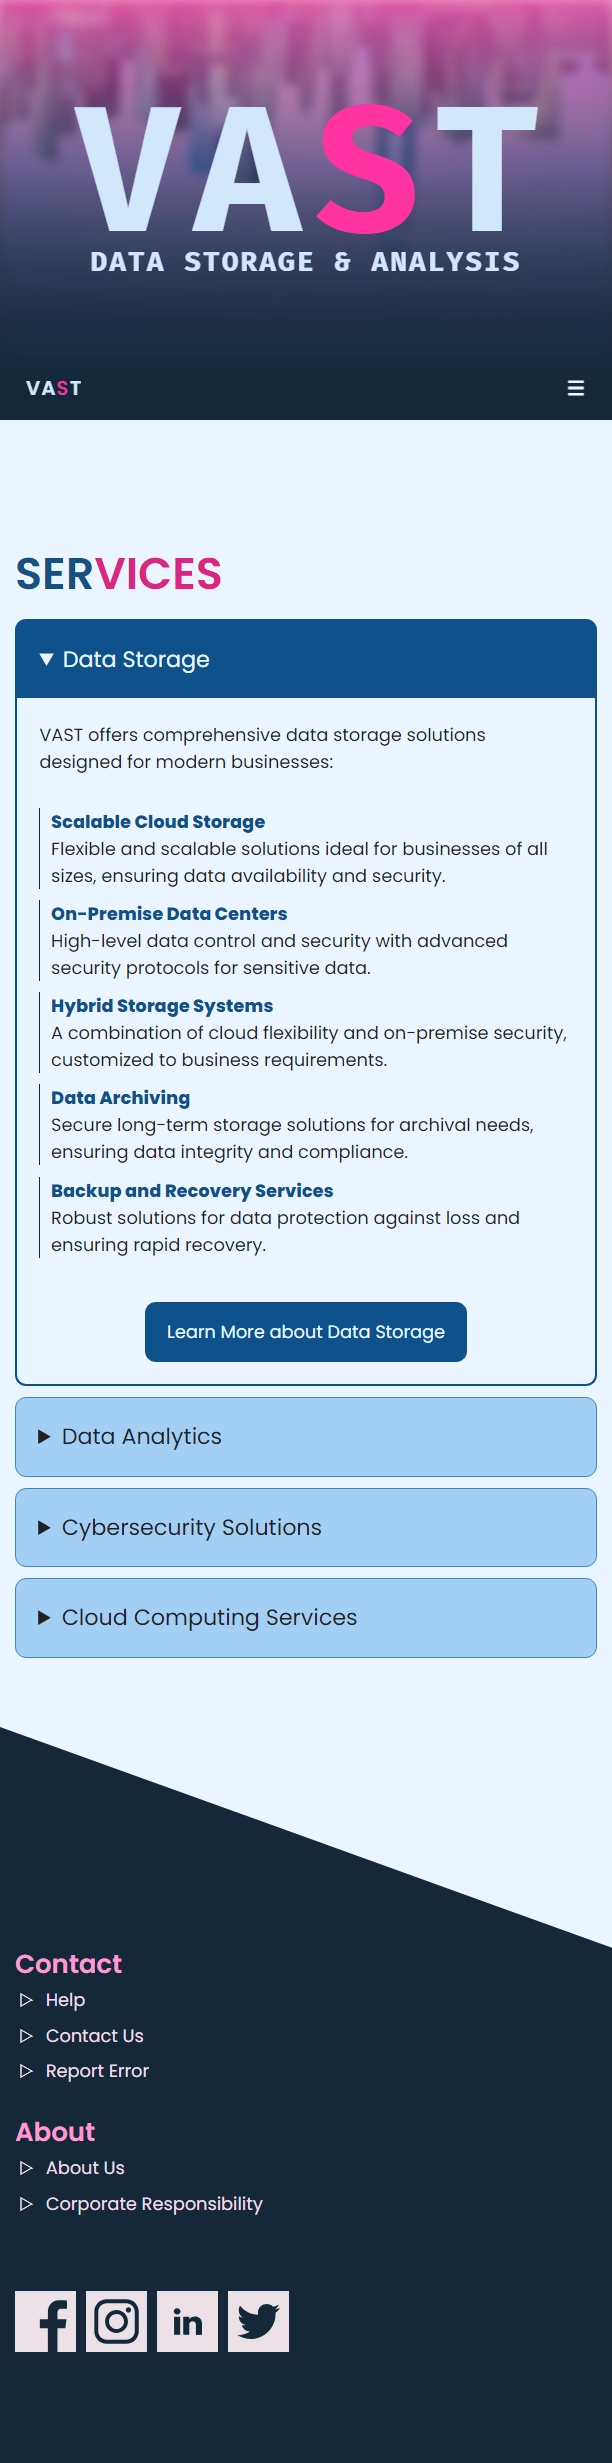 VAST
DATA STORAGE & ANALYSIS
VAST
SERVICES
Data Storage
VAST offers comprehensive data storage solutions
designed for modern businesses:
Scalable Cloud Storage
Flexible and scalable solutions ideal for businesses of all
sizes, ensuring data availability and security.
On-Premise Data Centers
High-level data control and security with advanced
security protocols for sensitive data.
Hybrid Storage Systems
A combination of cloud flexibility and on-premise security,
customized to business requirements.
Data Archiving
Secure long-term storage solutions for archival needs,
ensuring data integrity and compliance.
Backup and Recovery Services
Robust solutions for data protection against loss and
ensuring rapid recovery.
Learn More about Data Storage
Data Analytics
Cybersecurity Solutions
Cloud Computing Services
Contact
Help
Contact Us
Report Error
About
About Us
Corporate Responsibility